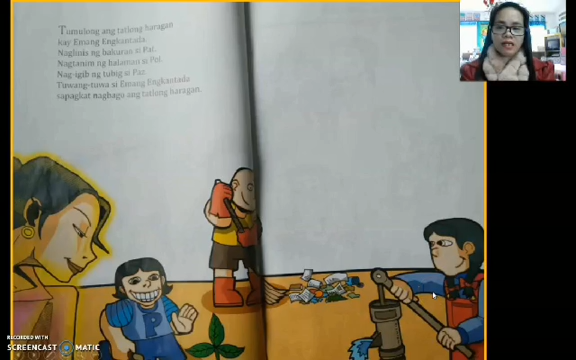 Tumulong ang tatlong haragan
kay Emang Engkantada.
Naglinis ng bakuran si Pol.
Nagtanim ng halaman si Pat.
Nag-igib ng tubig si Paz.
Tuwang-tuwa si Emang Engkantada
sapagkat nagbago ang tatlong haragan.
RECORDED WITH
SCREENCAST MATIC